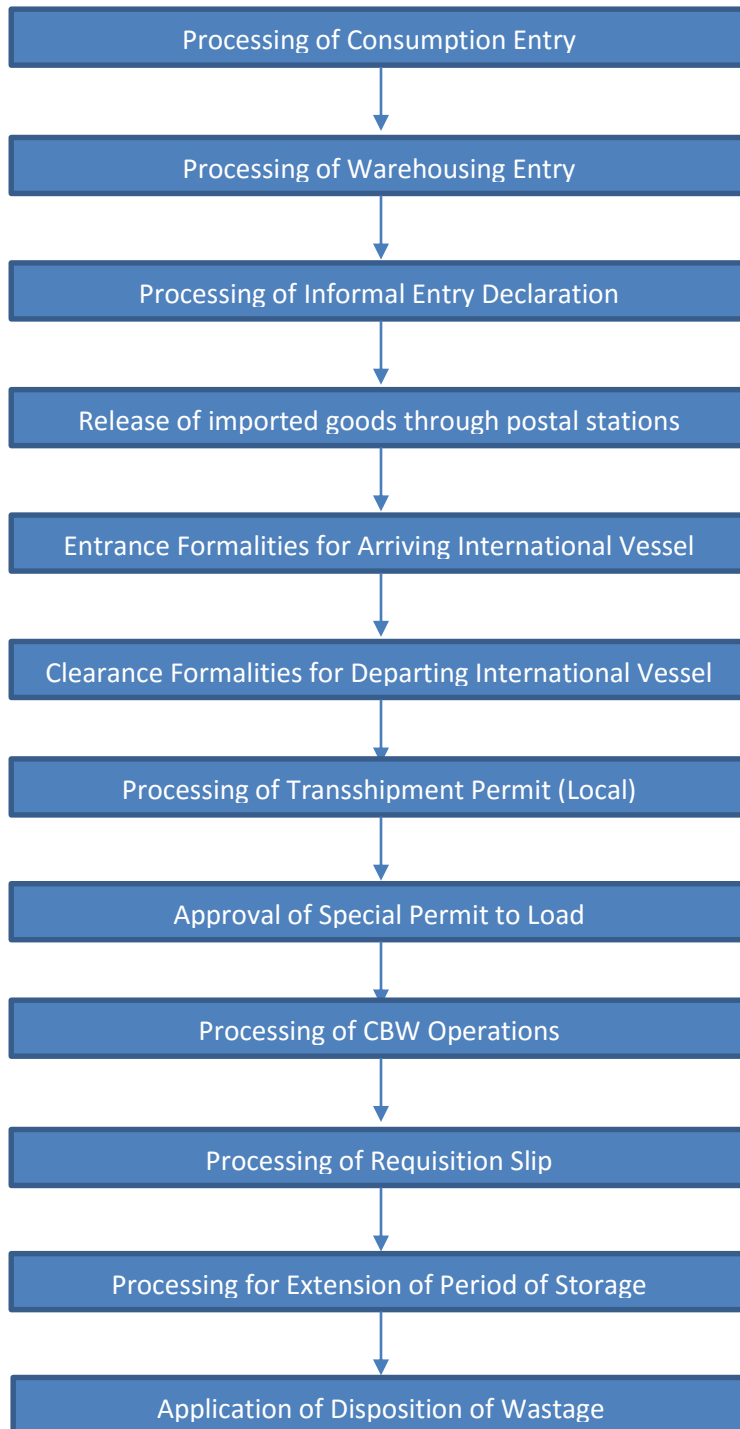 Processing of Consumption Entry
Processing of Warehousing Entry
Processing of Informal Entry Declaration
Release of imported goods through postal stations
Entrance Formalities for Arriving International Vessel
Clearance Formalities for Departing International Vessel
Processing of Transshipment Permit (Local)
Approval of Special Permit to Load
Processing of CBW Operations
Processing of Requisition Slip
Processing for Extension of Period of Storage
Application of Disposition of Wastage